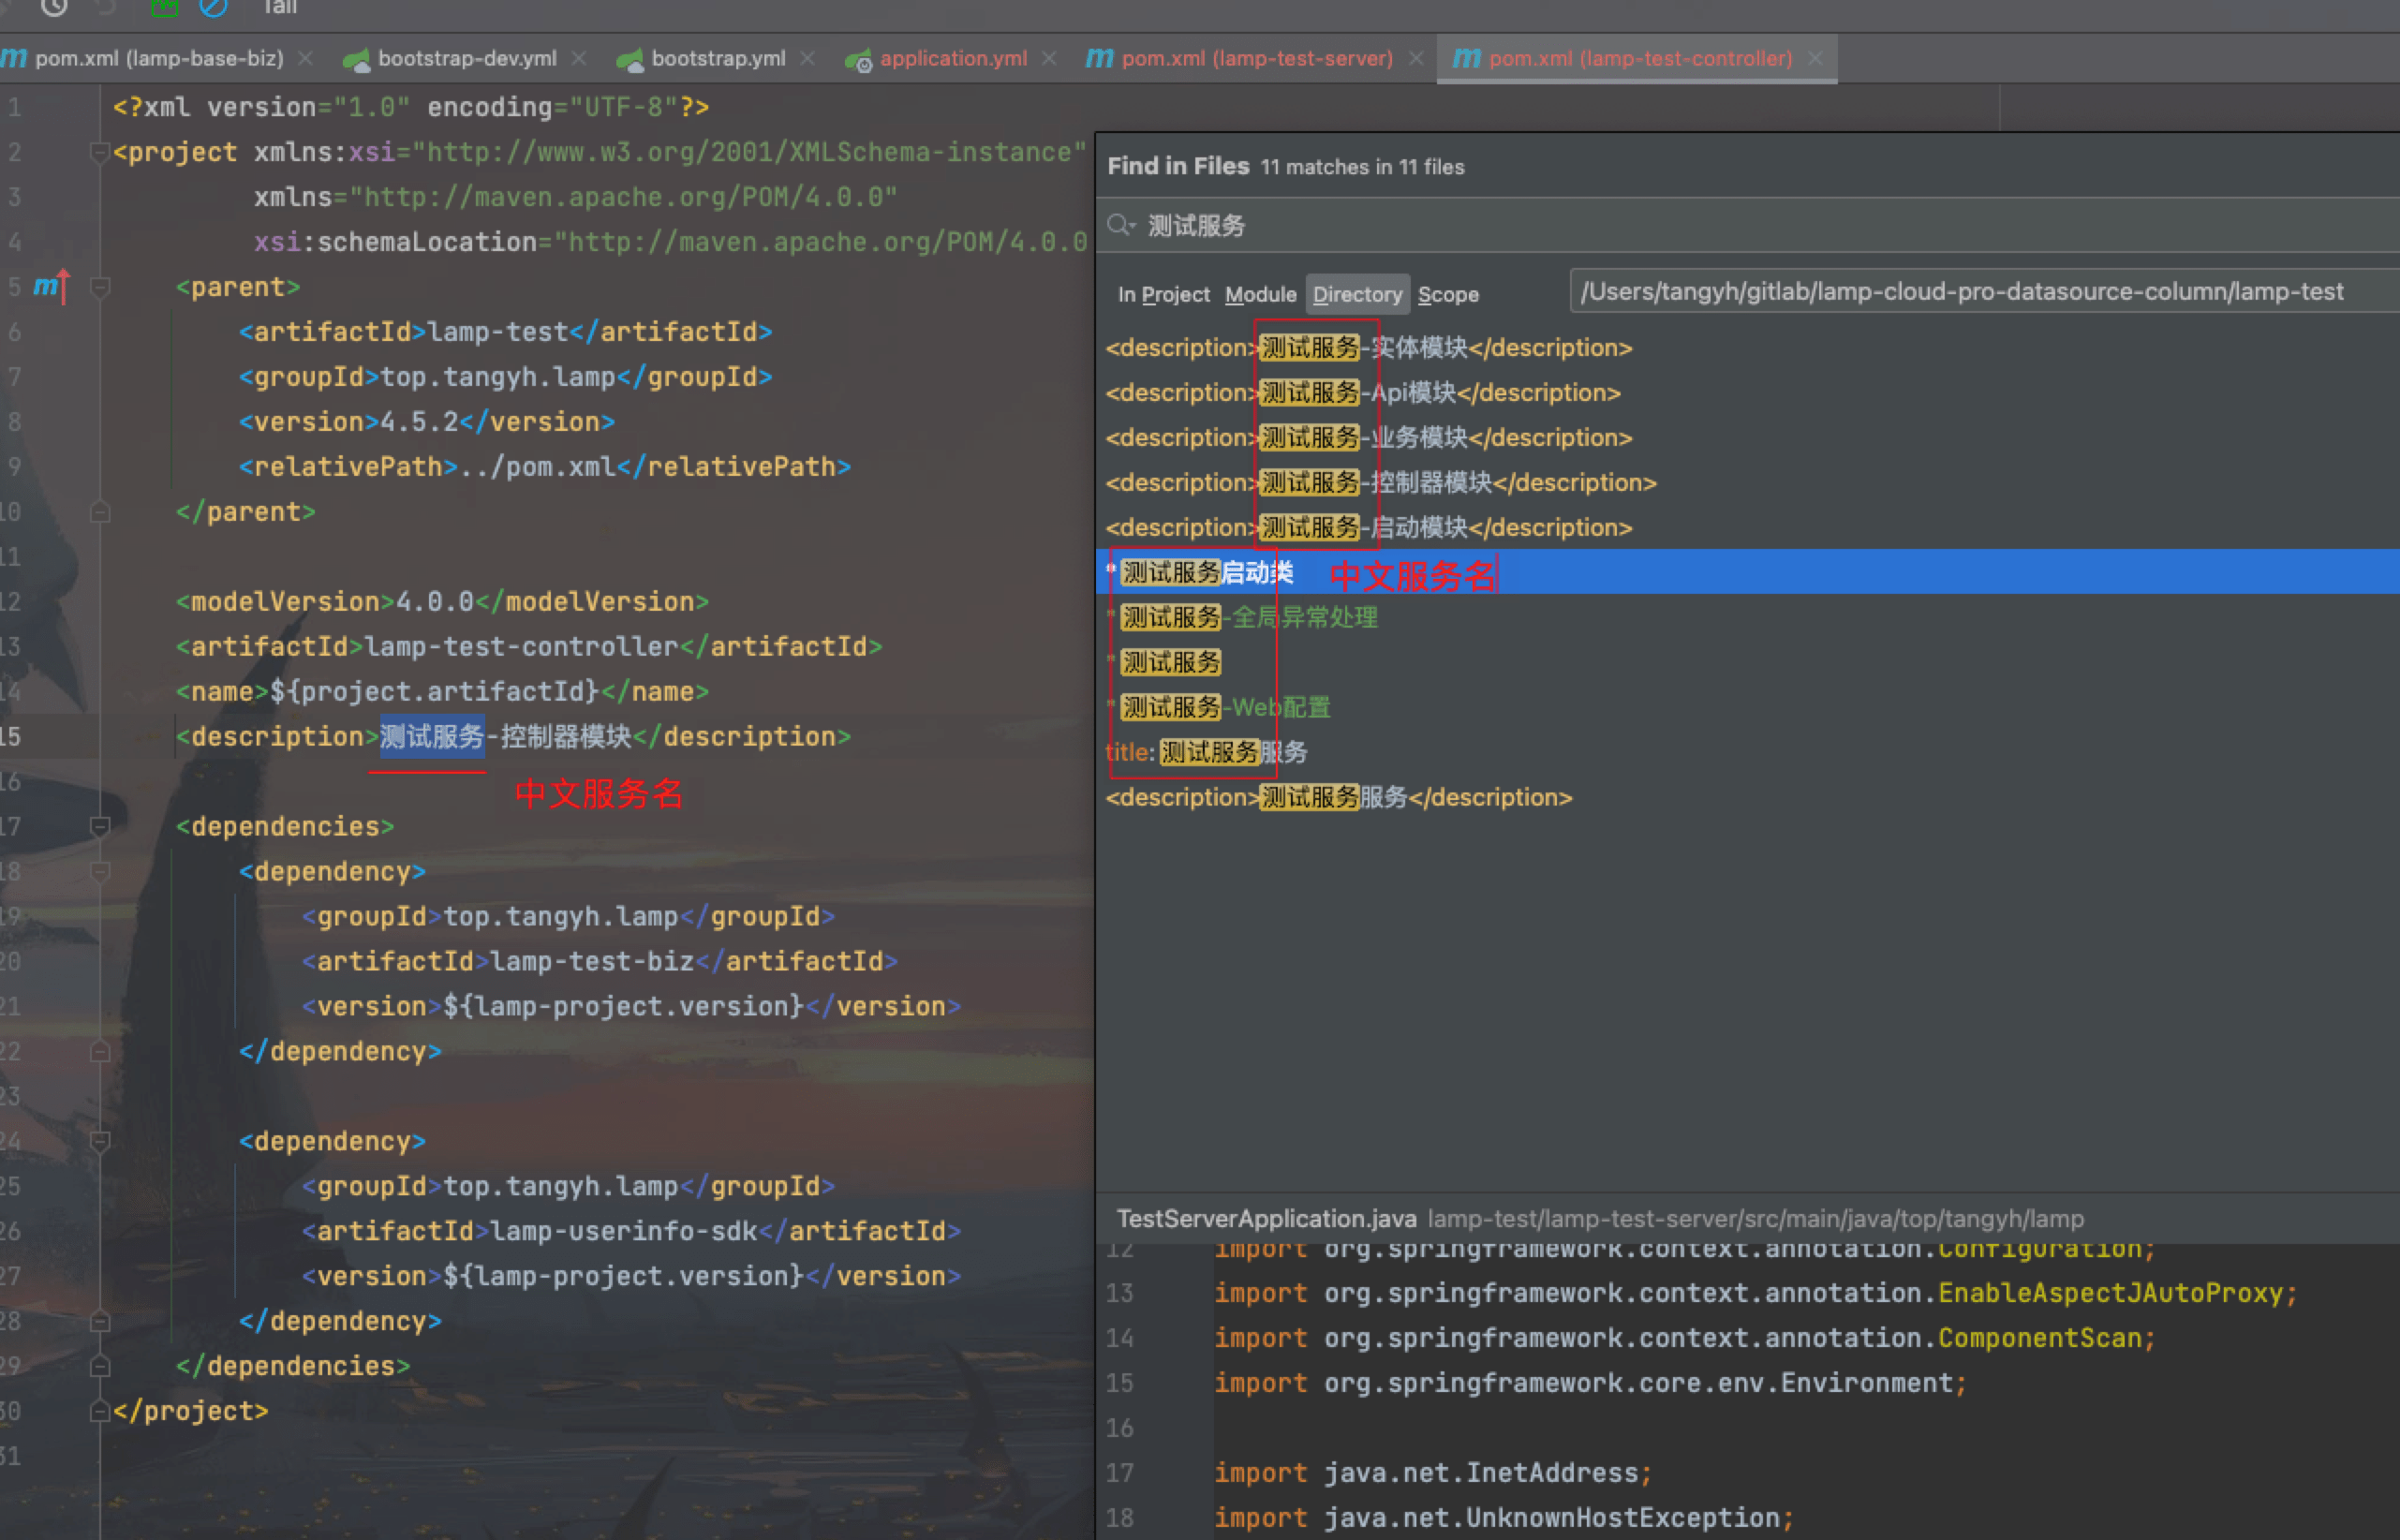 Tail
pom.xml (lamp-base-biz)
bootstrap-dev.yml
bootstrap.yml
application.yml
pom.xml (lamp-test-server)
pom.xml (lamp-test-controller)
1 <?xml version="1.0" encoding="UTF-8"?>
2 <project xmlns:xsi="http://www.w3.org/2001/XMLSchema-instance"
3 xmlns="http://maven.apache.org/POM/4.0.0"
4 xsi:schemaLocation="http://maven.apache.org/POM/4.0.0
5 <parent>
6 <artifactId>lamp-test</artifactId>
7 <groupId>top.tangyh.lamp</groupId>
8 <version>4.5.2</version>
9 <relativePath>../pom.xml</relativePath>
10 </parent>
11
12 <modelVersion>4.0.0</modelVersion>
13 <artifactId>lamp-test-controller</artifactId>
14 <name>${project.artifactId}</name>
15 <description>测试服务-控制器模块</description>
中文服务名
16
17 <dependencies>
18 <dependency>
19 <groupId>top.tangyh.lamp</groupId>
20 <artifactId>lamp-test-biz</artifactId>
21 <version>${lamp-project.version}</version>
22 </dependency>
23
24 <dependency>
25 <groupId>top.tangyh.lamp</groupId>
26 <artifactId>lamp-userinfo-sdk</artifactId>
27 <version>${lamp-project.version}</version>
28 </dependency>
29 </dependencies>
30 </project>
31
Find in Files 11 matches in 11 files
测试服务
In Project Module Directory Scope
/Users/tangyh/gitlab/lamp-cloud-pro-datasource-column/lamp-test
<description>测试服务-实体模块</description>
<description>测试服务-Api模块</description>
<description>测试服务-业务模块</description>
<description>测试服务-控制器模块</description>
<description>测试服务-启动模块</description>
* 测试服务启动类 中文服务名
* 测试服务-全局异常处理
* 测试服务
* 测试服务-Web配置
title: 测试服务服务
<description>测试服务服务</description>
TestServerApplication.java lamp-test/lamp-test-server/src/main/java/top/tangyh/lamp
12 import org.springframework.context.annotation.Configuration;
13 import org.springframework.context.annotation.EnableAspectJAutoProxy;
14 import org.springframework.context.annotation.ComponentScan;
15 import org.springframework.core.env.Environment;
16
17 import java.net.InetAddress;
18 import java.net.UnknownHostException;